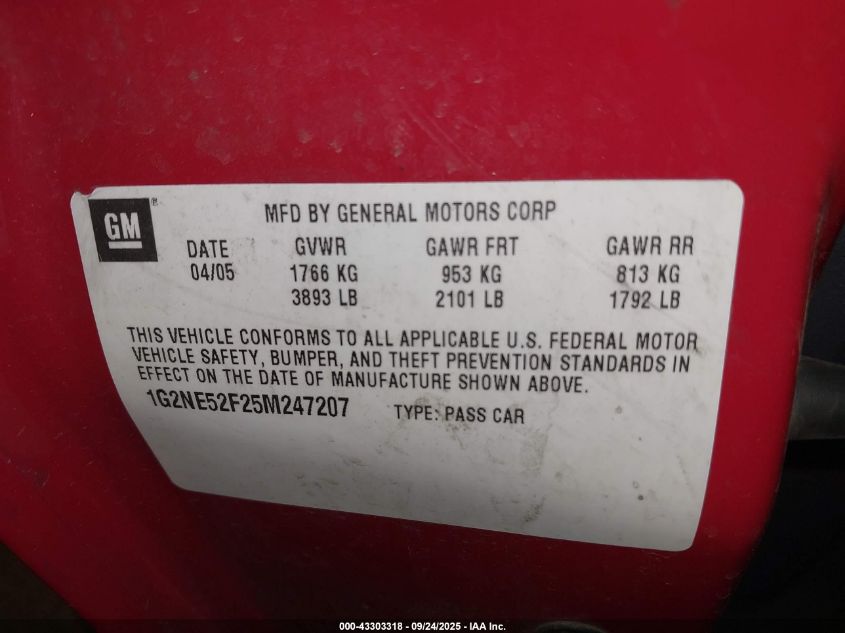 GM®
MFD BY GENERAL MOTORS CORP
DATE GVWR GAWR FRT GAWR RR
04/05 1766 KG 953 KG 813 KG
3893 LB 2101 LB 1792 LB
THIS VEHICLE CONFORMS TO ALL APPLICABLE U.S. FEDERAL MOTOR
VEHICLE SAFETY, BUMPER, AND THEFT PREVENTION STANDARDS IN
EFFECT ON THE DATE OF MANUFACTURE SHOWN ABOVE.
1G2NE52F25M247207 TYPE: PASS CAR
000-43303318 - 09/24/2025 - IAA Inc.